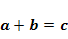 a + b = c